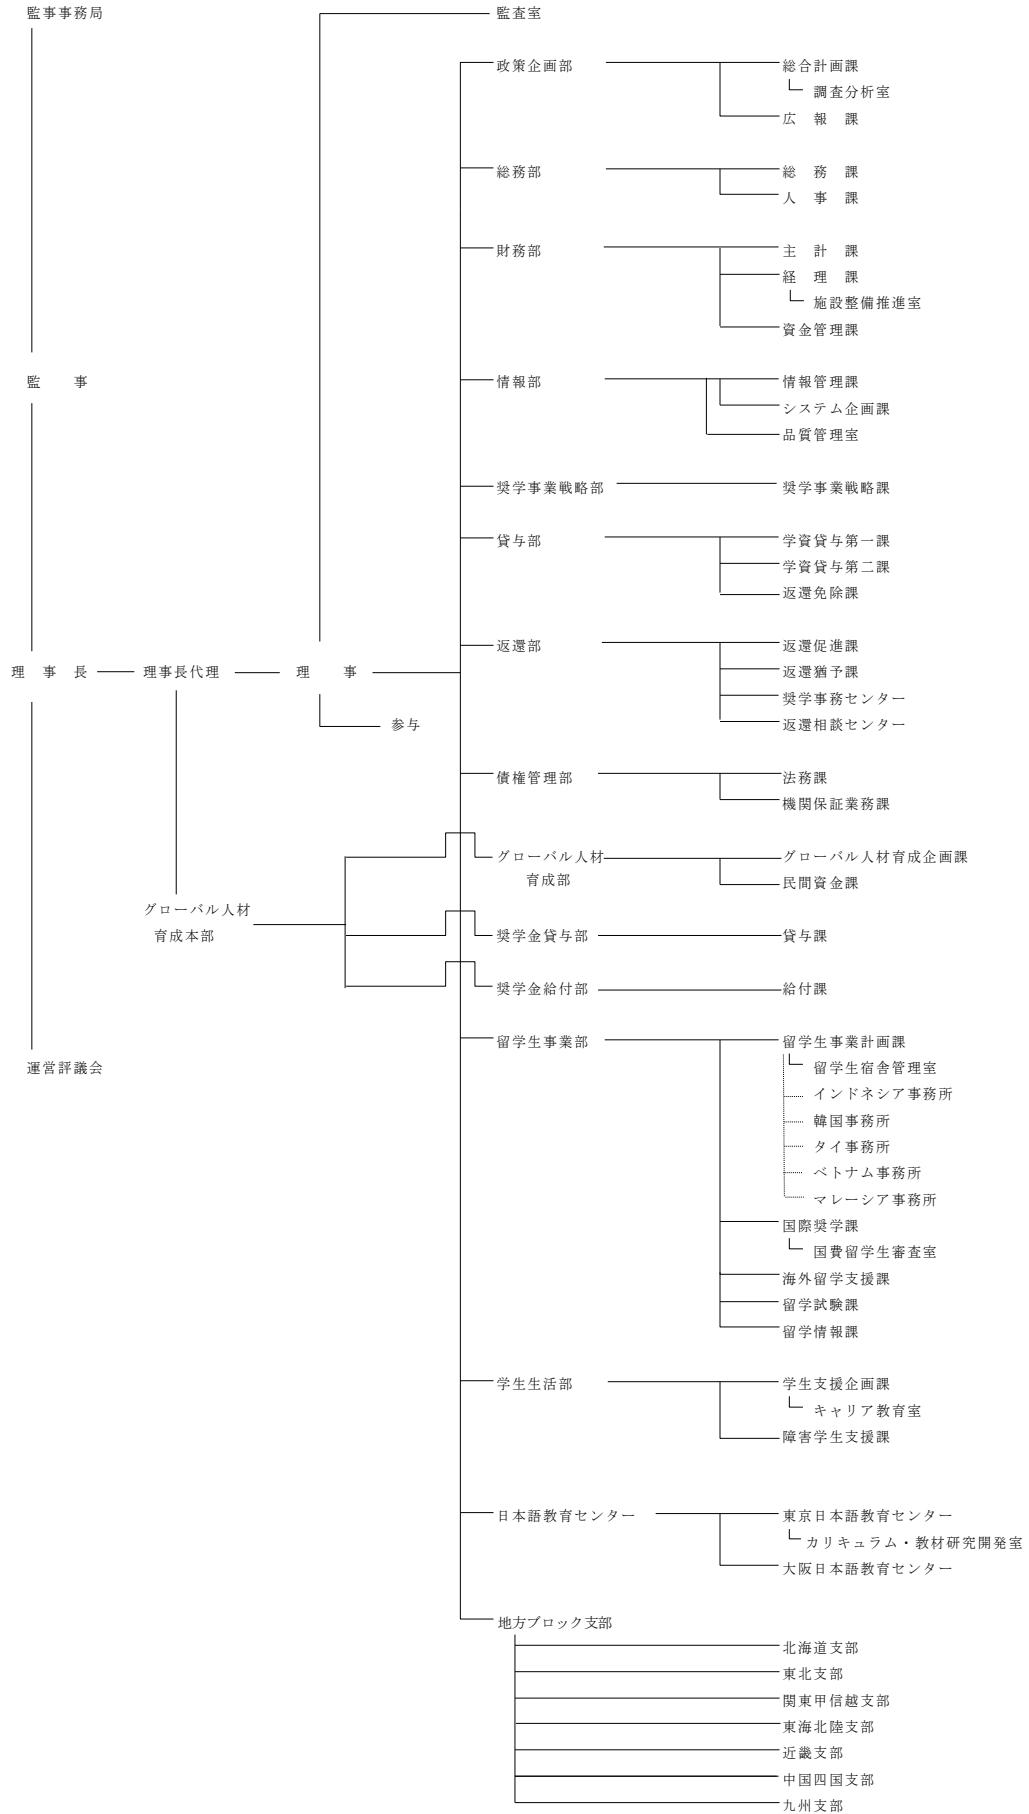 監事事務局
監査室
政策企画部
総合計画課
調査分析室
広　報　課
総務部
総　務　課
人　事　課
財務部
主　計　課
経　理　課
施設整備推進室
資金管理課
監　　事
情報部
情報管理課
システム企画課
品質管理室
奨学事業戦略部
奨学事業戦略課
貸与部
学資貸与第一課
学資貸与第二課
返還免除課
返還部
返還促進課
理　事　長
理事長代理
理　　事
返還猶予課
奨学事務センター
参与
返還相談センター
債権管理部
法務課
機関保証業務課
グローバル人材
育成部
グローバル人材育成企画課
民間資金課
グローバル人材
育成本部
奨学金貸与部
貸与課
奨学金給付部
給付課
留学生事業部
留学生事業計画課
運営評議会
留学生宿舎管理室
インドネシア事務所
韓国事務所
タイ事務所
ベトナム事務所
マレーシア事務所
国際奨学課
国費留学生審査室
海外留学支援課
留学試験課
留学情報課
学生生活部
学生支援企画課
キャリア教育室
障害学生支援課
日本語教育センター
東京日本語教育センター
カリキュラム・教材研究開発室
大阪日本語教育センター
地方ブロック支部
北海道支部
東北支部
関東甲信越支部
東海北陸支部
近畿支部
中国四国支部
九州支部